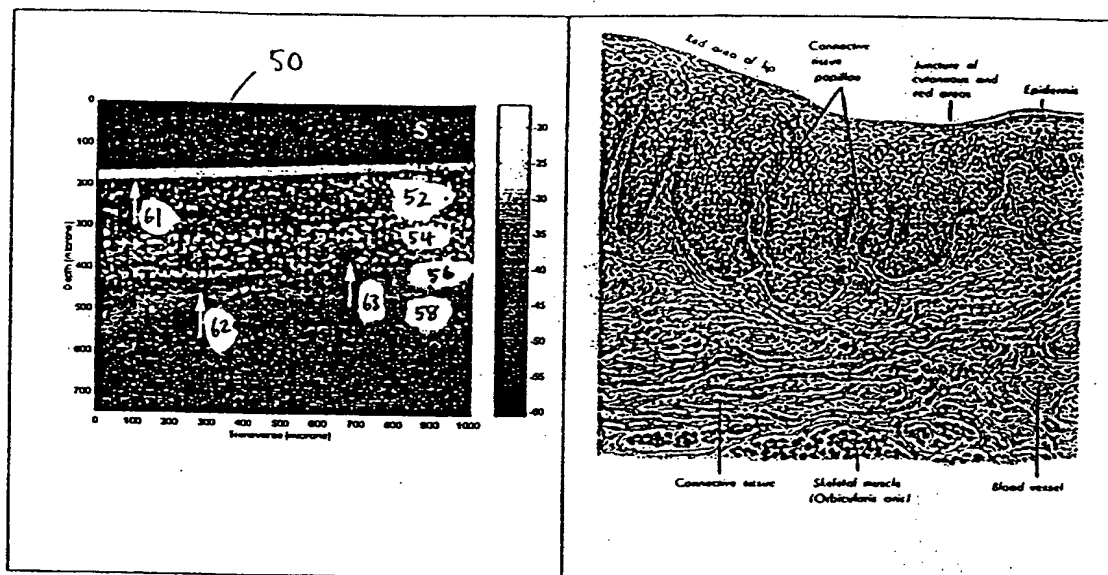 50
0
100
200
300
400
500
600
700
Depth (microns)
S
52
54
56
58
61
62
63
0 100 200 300 400 500 600 700 800 900 1000
Transverse (microns)
-20
-25
-30
-35
-40
-45
-50
-55
-60
Red area of lip
Connective
tissue
papillae
Juncture of
cutaneous and
red areas
Epidermis
Connective tissue
Skeletal muscle
(Orbicularis oris)
Blood vessel